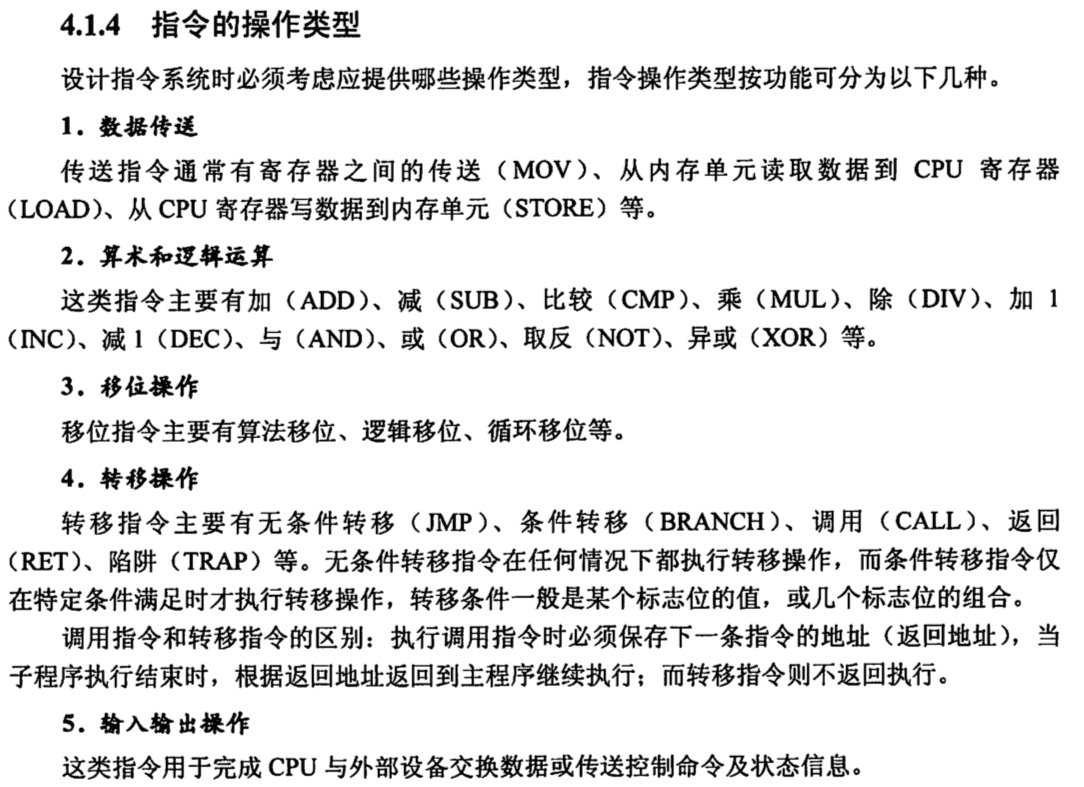 4.1.4 指令的操作类型
设计指令系统时必须考虑应提供哪些操作类型，指令操作类型按功能可分为以下几种。
1．数据传送
传送指令通常有寄存器之间的传送（MOV）、从内存单元读取数据到 CPU 寄存器
（LOAD）、从 CPU 寄存器写数据到内存单元（STORE）等。
2．算术和逻辑运算
这类指令主要有加（ADD）、减（SUB）、比较（CMP）、乘（MUL）、除（DIV）、加 1
（INC）、减 1（DEC）、与（AND）、或（OR）、取反（NOT）、异或（XOR）等。
3．移位操作
移位指令主要有算法移位、逻辑移位、循环移位等。
4．转移操作
转移指令主要有无条件转移（JMP）、条件转移（BRANCH）、调用（CALL）、返回
（RET）、陷阱（TRAP）等。无条件转移指令在任何情况下都执行转移操作，而条件转移指令仅
在特定条件满足时才执行转移操作，转移条件一般是某个标志位的值，或几个标志位的组合。
调用指令和转移指令的区别：执行调用指令时必须保存下一条指令的地址（返回地址），当
子程序执行结束时，根据返回地址返回到主程序继续执行；而转移指令则不返回执行。
5．输入输出操作
这类指令用于完成 CPU 与外部设备交换数据或传送控制命令及状态信息。